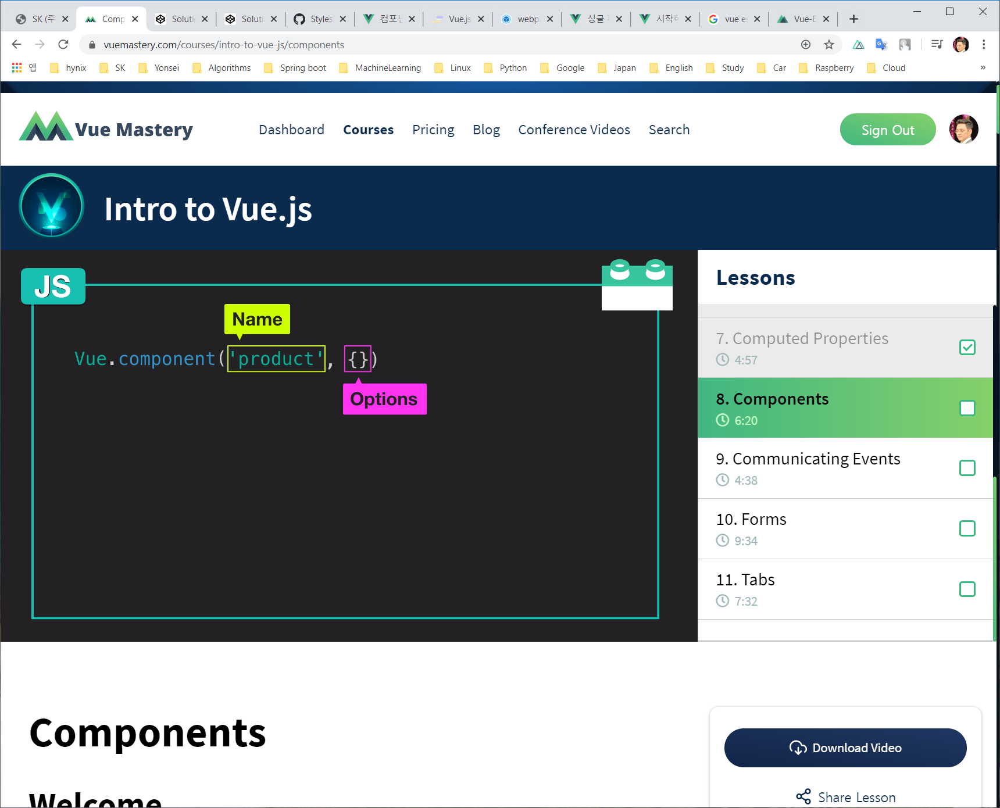 SK (주
Comp
Soluti
Soluti
Styles
컴포넌
Vue.js
webpa
싱글
시작하
vue e
Vue-E
vuemastery.com/courses/intro-to-vue-js/components
앱
hynix
SK
Yonsei
Algorithms
Spring boot
MachineLearning
Linux
Python
Google
Japan
English
Study
Car
Raspberry
Cloud
»
Vue Mastery
Dashboard
Courses
Pricing
Blog
Conference Videos
Search
Sign Out
Intro to Vue.js
JS
Name
Vue.component('product', {})
Options
Lessons
7. Computed Properties
4:57
8. Components
6:20
9. Communicating Events
4:38
10. Forms
9:34
11. Tabs
7:32
Components
Download Video
Welcome
Share Lesson